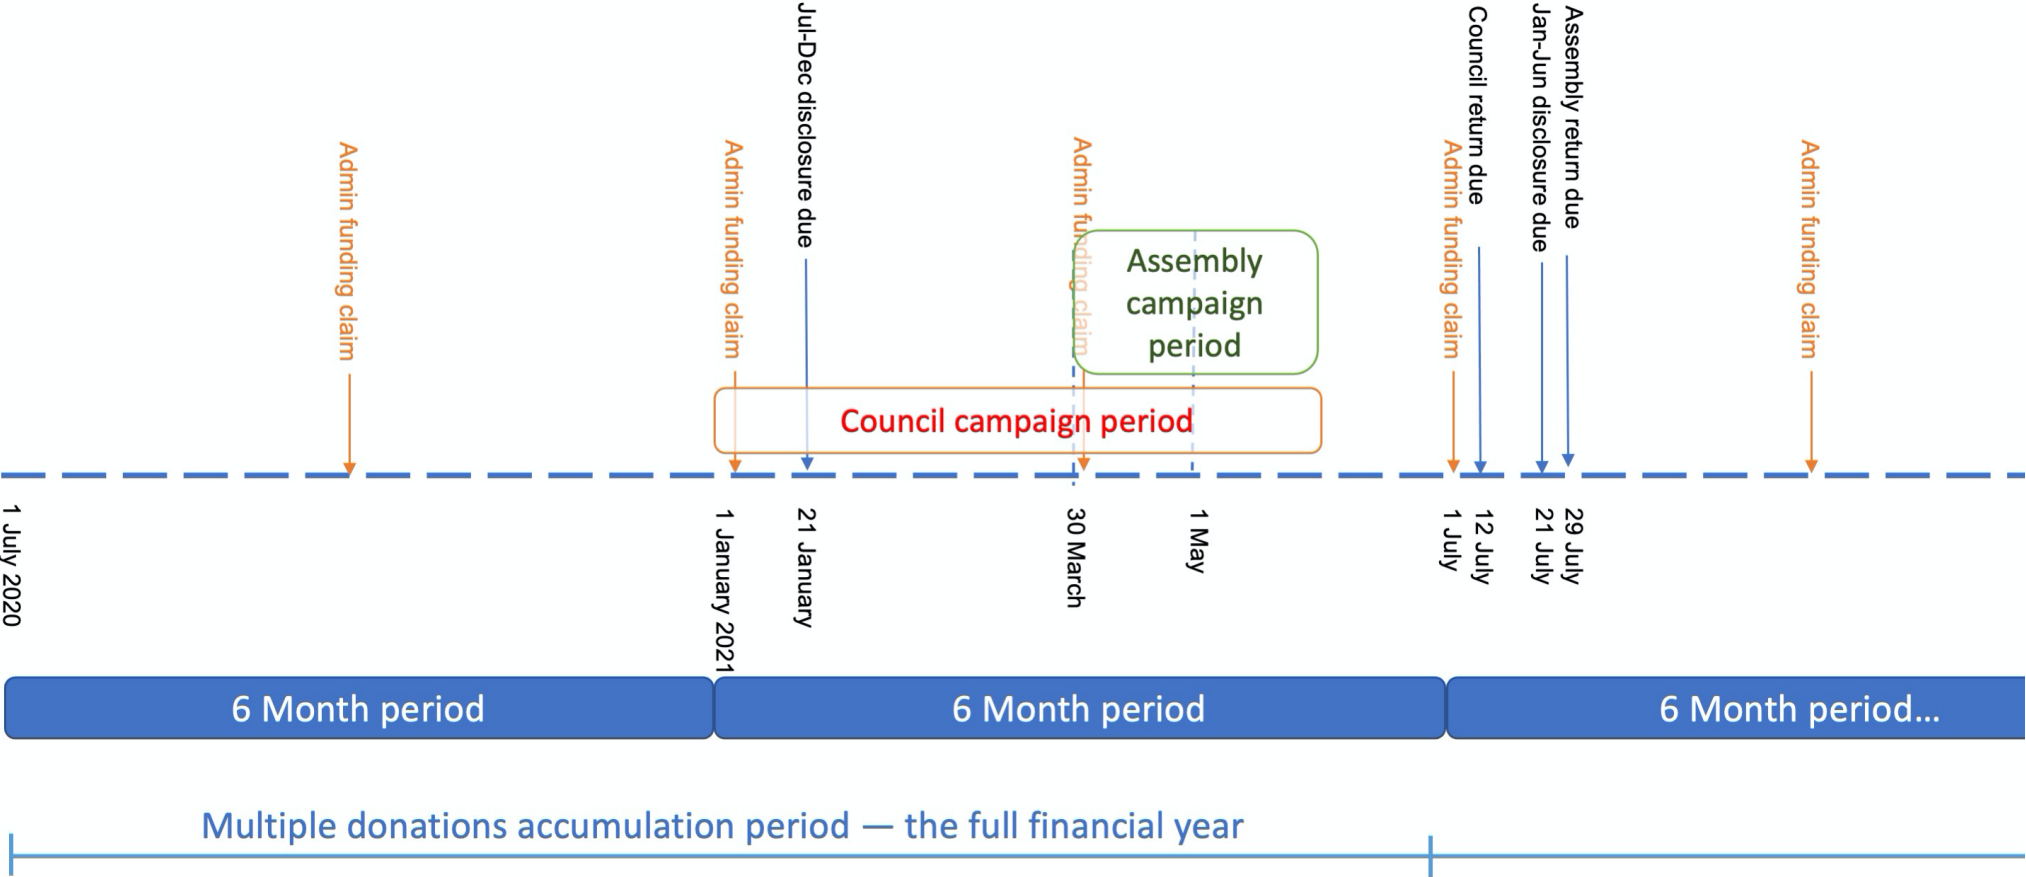 Admin funding claim
Admin funding claim
Jul-Dec disclosure due
Admin funding claim
Admin funding claim
Council return due
Jan-Jun disclosure due
Assembly return due
Admin funding claim
Assembly
campaign
period
Council campaign period
1 July 2020
1 January 2021
21 January
30 March
1 May
1 July
12 July
21 July
29 July
6 Month period
6 Month period
6 Month period...
Multiple donations accumulation period — the full financial year